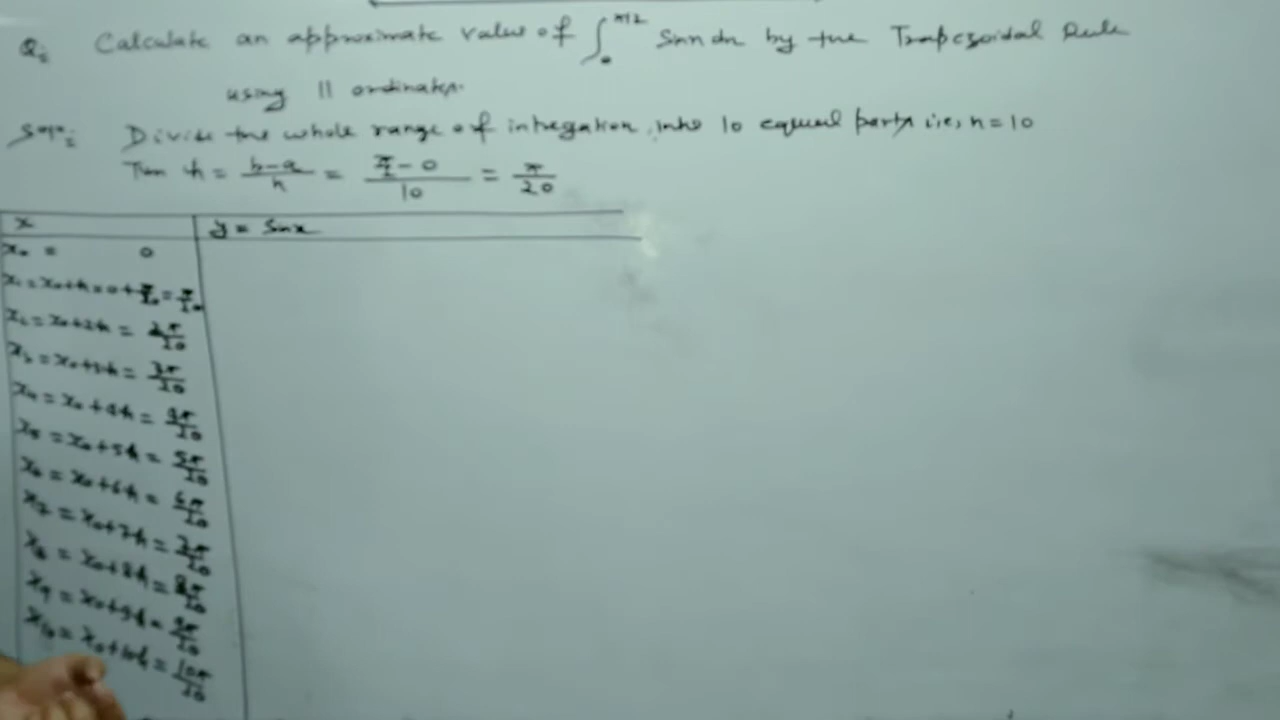 Q: Calculate an approximate value of ∫₀^π/2 Sinx dx by the Trapezoidal Rule
using 11 ordinates.
Solⁿ: Divide the whole range of integration into 10 equal parts i.e, n=10
Then h = (b-a)/n = (π/2 - 0)/10 = π/20
x | y = Sinx
x₀ = 0
x₁ = x₀+h = 0+π/20 = π/20
x₂ = x₀+2h = 2π/20
x₃ = x₀+3h = 3π/20
x₄ = x₀+4h = 4π/20
x₅ = x₀+5h = 5π/20
x₆ = x₀+6h = 6π/20
x₇ = x₀+7h = 7π/20
x₈ = x₀+8h = 8π/20
x₉ = x₀+9h = 9π/20
x₁₀ = x₀+10h = 10π/20